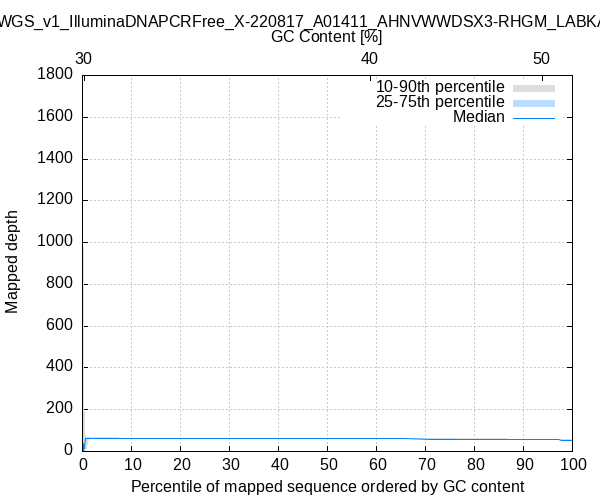 WGS_v1_IlluminaDNAPCRFree_X-220817_A01411_AHNVWWDSX3-RHGM_LABKA
GC Content [%]
30 40 50
1800
1600
1400
1200
1000
800
600
400
200
0
10-90th percentile
25-75th percentile
Median
Mapped depth
0 10 20 30 40 50 60 70 80 90 100
Percentile of mapped sequence ordered by GC content